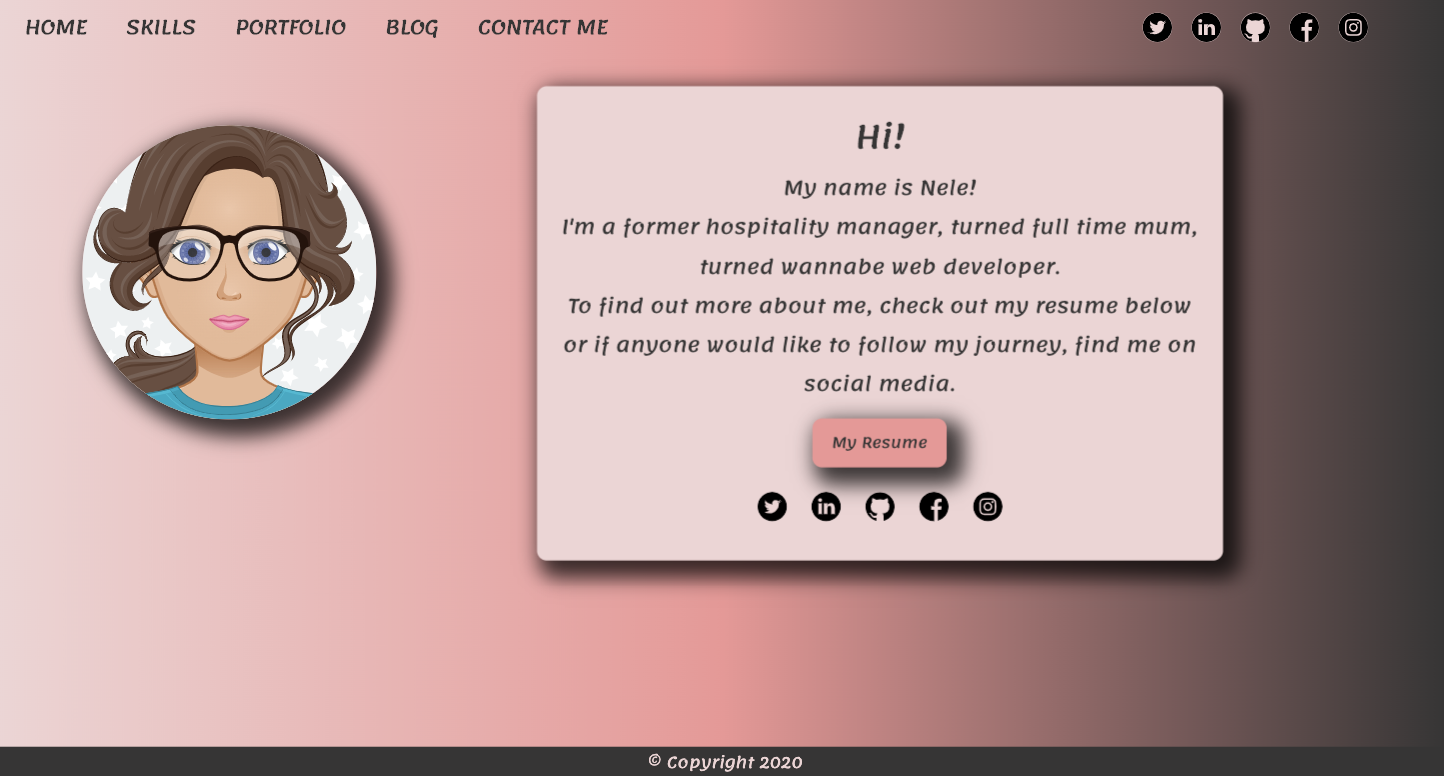 HOME SKILLS PORTFOLIO BLOG CONTACT ME
Hi!
My name is Nele!
I'm a former hospitality manager, turned full time mum,
turned wannabe web developer.
To find out more about me, check out my resume below
or if anyone would like to follow my journey, find me on
social media.
My Resume
© Copyright 2020